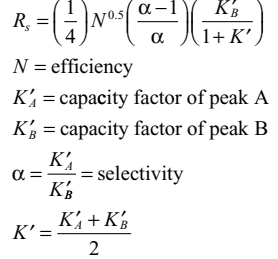 R_s = (1/4) N^0.5 ((α−1)/α) (K′_B/(1+K′))
N = efficiency
K′_A = capacity factor of peak A
K′_B = capacity factor of peak B
α = K′_A/K′_B = selectivity
K′ = (K′_A + K′_B)/2